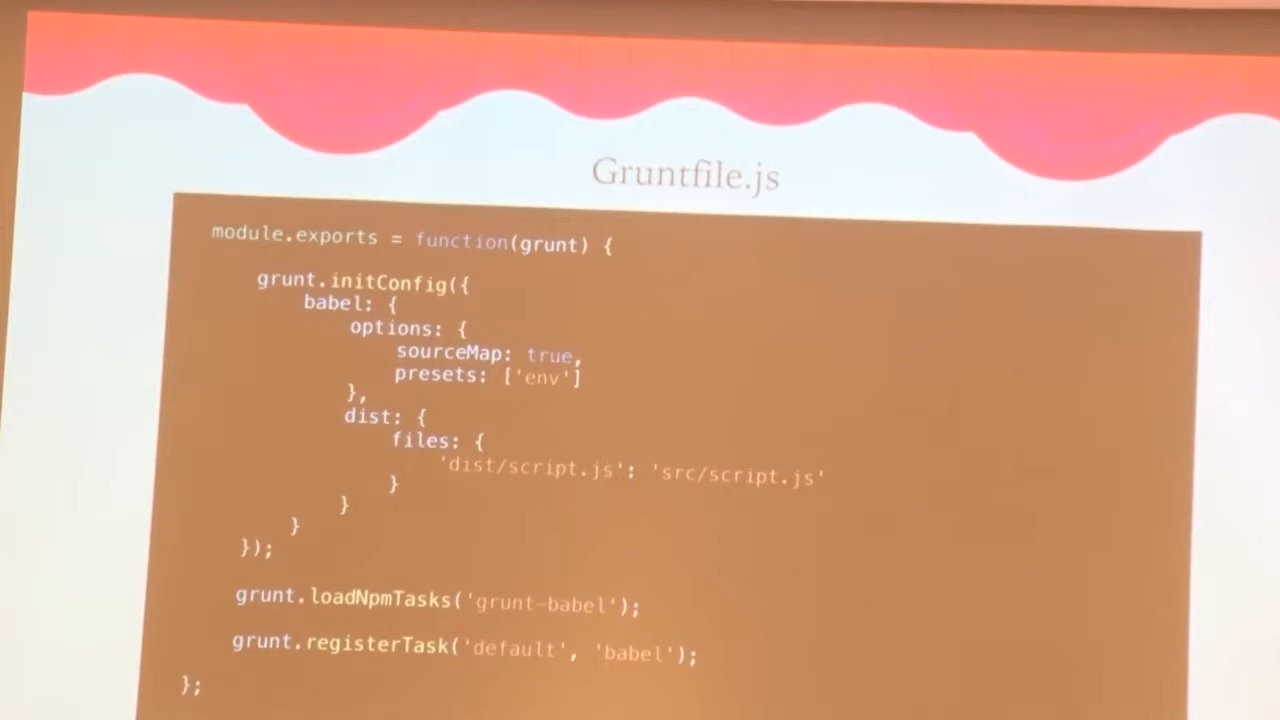 Gruntfile.js
module.exports = function(grunt) {
grunt.initConfig({
babel: {
options: {
sourceMap: true,
presets: ['env']
},
dist: {
files: {
'dist/script.js': 'src/script.js'
}
}
}
});
grunt.loadNpmTasks('grunt-babel');
grunt.registerTask('default', 'babel');
};